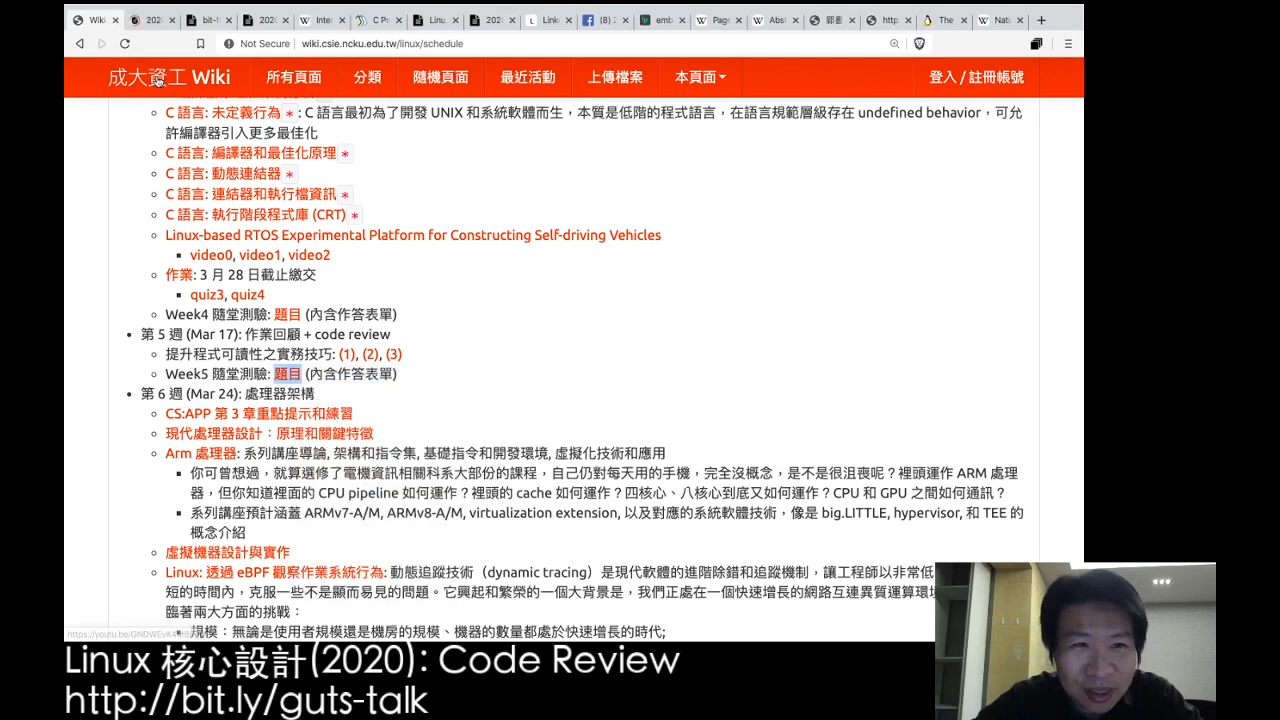 Wiki
202
bit-f
202(
Inte
C P
Linu
202
Link
(8)
emb
Page
Abs
郢書
http
The
Nat
Not Secure
wiki.csie.ncku.edu.tw/linux/schedule
成大資工 Wiki 所有頁面 分類 隨機頁面 最近活動 上傳檔案 本頁面 登入 / 註冊帳號
C 語言: 未定義行為 * : C 語言最初為了開發 UNIX 和系統軟體而生，本質是低階的程式語言，在語言規範層級存在 undefined behavior，可允
許編譯器引入更多最佳化
C 語言: 編譯器和最佳化原理 *
C 語言: 動態連結器 *
C 語言: 連結器和執行檔資訊 *
C 語言: 執行階段程式庫 (CRT) *
Linux-based RTOS Experimental Platform for Constructing Self-driving Vehicles
video0, video1, video2
作業: 3 月 28 日截止繳交
quiz3, quiz4
Week4 隨堂測驗: 題目 (內含作答表單)
第 5 週 (Mar 17): 作業回顧 + code review
提升程式可讀性之實務技巧: (1), (2), (3)
Week5 隨堂測驗: 題目 (內含作答表單)
第 6 週 (Mar 24): 處理器架構
CS:APP 第 3 章重點提示和練習
現代處理器設計：原理和關鍵特徵
Arm 處理器: 系列講座導論, 架構和指令集, 基礎指令和開發環境, 虛擬化技術和應用
你可曾想過，就算選修了電機資訊相關科系大部份的課程，自己仍對每天用的手機，完全沒概念，是不是很沮喪呢？裡頭運作 ARM 處理
器，但你知道裡面的 CPU pipeline 如何運作？裡頭的 cache 如何運作？四核心、八核心到底又如何運作？CPU 和 GPU 之間如何通訊？
系列講座預計涵蓋 ARMv7-A/M, ARMv8-A/M, virtualization extension, 以及對應的系統軟體技術，像是 big.LITTLE, hypervisor, 和 TEE 的
概念介紹
虛擬機器設計與實作
Linux: 透過 eBPF 觀察作業系統行為: 動態追蹤技術（dynamic tracing）是現代軟體的進階除錯和追蹤機制，讓工程師以非常低
短的時間內，克服一些不是顯而易見的問題。它興起和繁榮的一個大背景是，我們正處在一個快速增長的網路互連異質運算環境
臨著兩大方面的挑戰：
規模：無論是使用者規模還是機房的規模、機器的數量都處於快速增長的時代;
Linux 核心設計(2020): Code Review
http://bit.ly/guts-talk